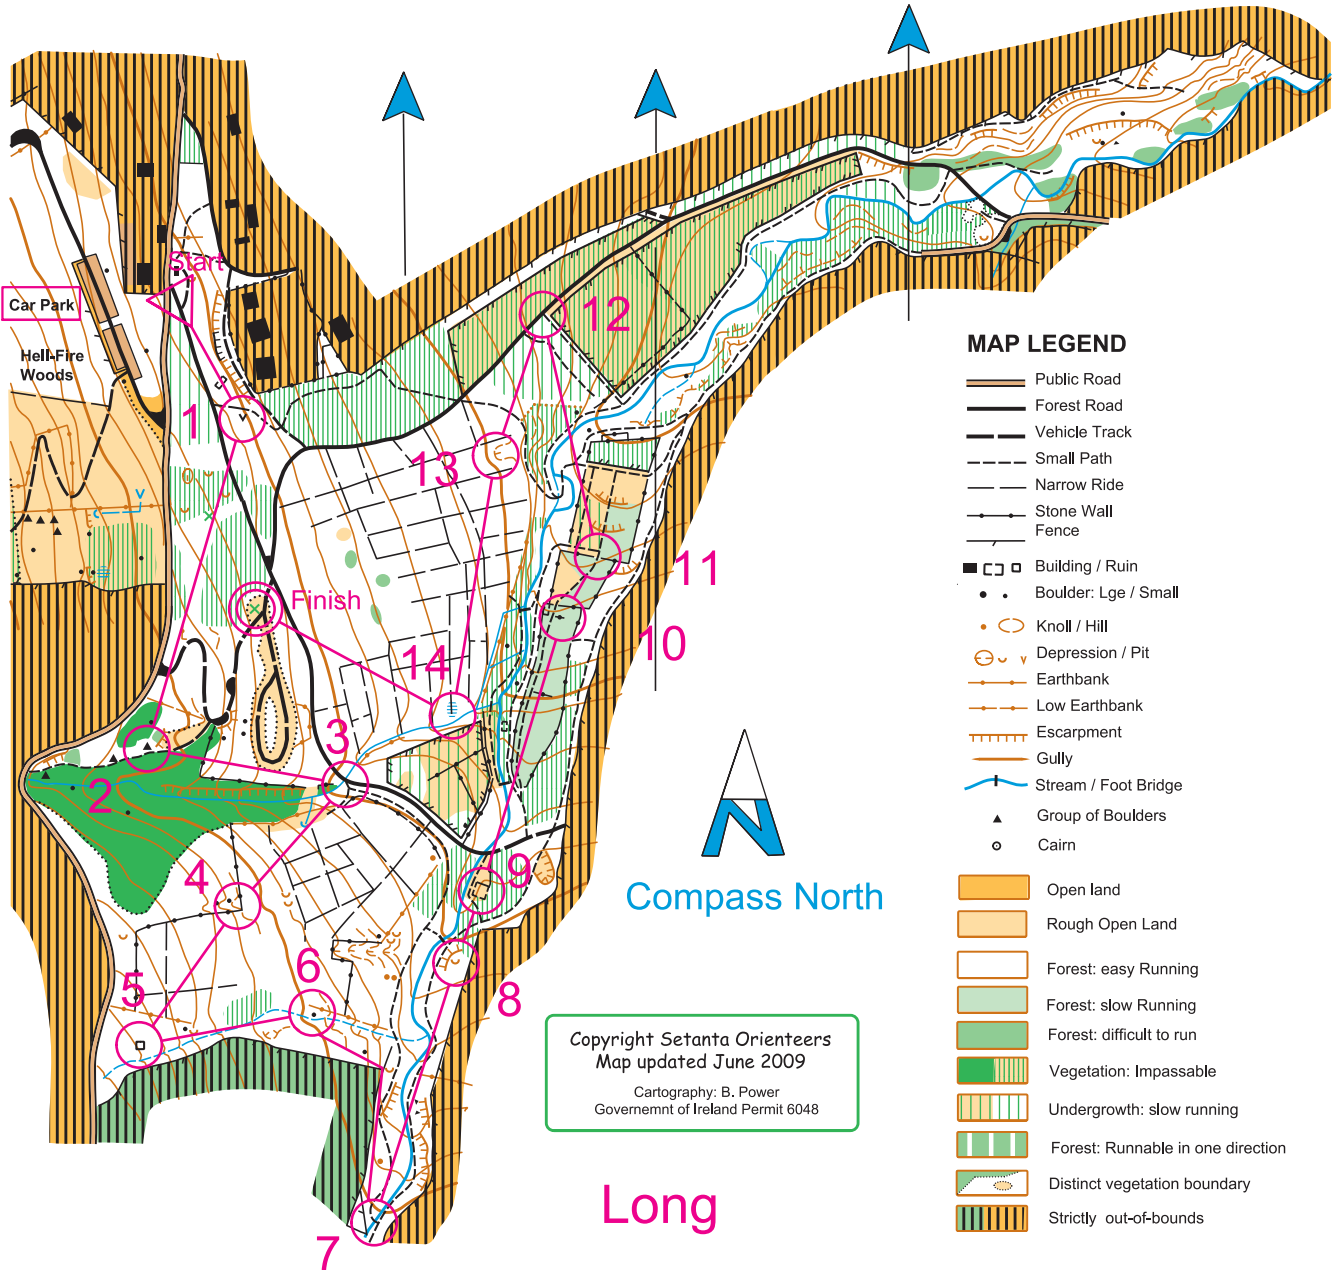 Start
Car Park
Hell-Fire
Woods
1
2
3
4
5
6
7
8
9
10
11
12
13
14
Finish
N
Compass North
Copyright Setanta Orienteers
Map updated June 2009
Cartography: B. Power
Governemnt of Ireland Permit 6048
Long
MAP LEGEND
Public Road
Forest Road
Vehicle Track
Small Path
Narrow Ride
Stone Wall
Fence
Building / Ruin
Boulder: Lge / Small
Knoll / Hill
Depression / Pit
Earthbank
Low Earthbank
Escarpment
Gully
Stream / Foot Bridge
Group of Boulders
Cairn
Open land
Rough Open Land
Forest: easy Running
Forest: slow Running
Forest: difficult to run
Vegetation: Impassable
Undergrowth: slow running
Forest: Runnable in one direction
Distinct vegetation boundary
Strictly out-of-bounds